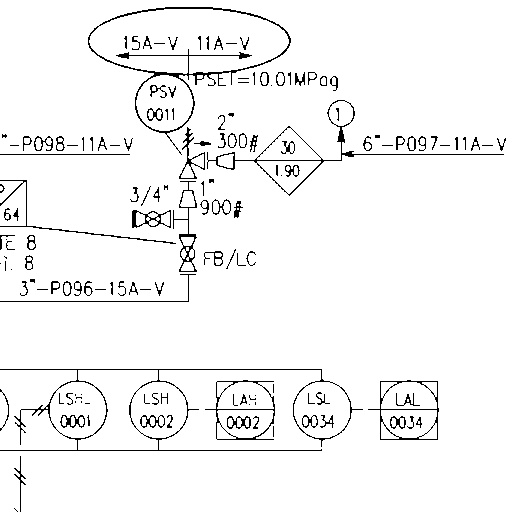 15A-V 11A-V
PSV
0011
PSET=10.01MPag
2"
300#
1
"-P098-11A-V
6"-P097-11A-V
30
1.90
3/4"
1"
900#
64
TE 8
8
FB/LC
3"-P096-15A-V
LSHL
0001
LSH
0002
LAH
0002
LSL
0034
LAL
0034